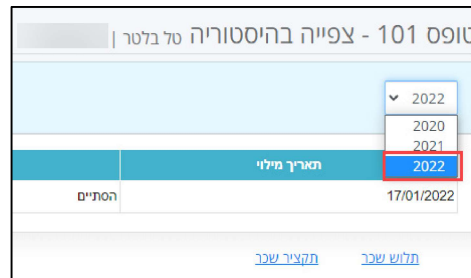 טופס 101 - צפייה בהיסטוריה טל בלטר |
2022
2020
2021
2022
תאריך מילוי
17/01/2022 הסתיים
תלוש שכר תקציר שכר